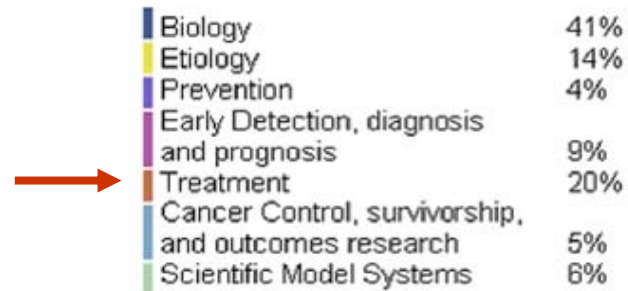 Biology 41%
Etiology 14%
Prevention 4%
Early Detection, diagnosis
and prognosis 9%
Treatment 20%
Cancer Control, survivorship,
and outcomes research 5%
Scientific Model Systems 6%